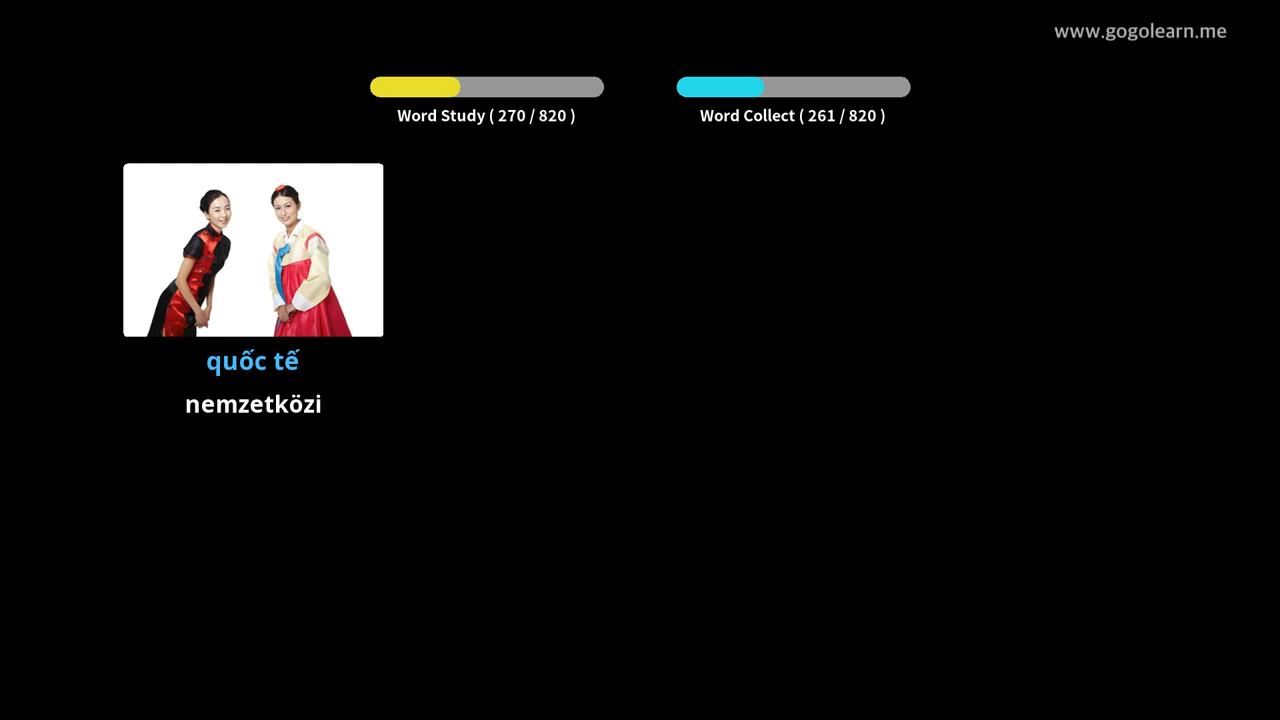 www.gogolearn.me
Word Study ( 270 / 820 )
Word Collect ( 261 / 820 )
quốc tế
nemzetközi